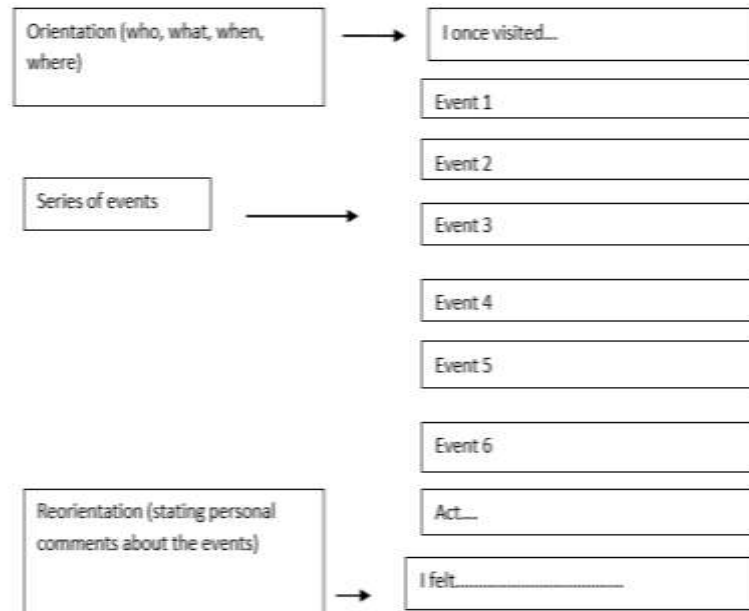 Orientation (who, what, when,
where)
I once visited....
Event 1
Event 2
Series of events
Event 3
Event 4
Event 5
Event 6
Reorientation (stating personal
comments about the events)
Act.....
I felt................................................